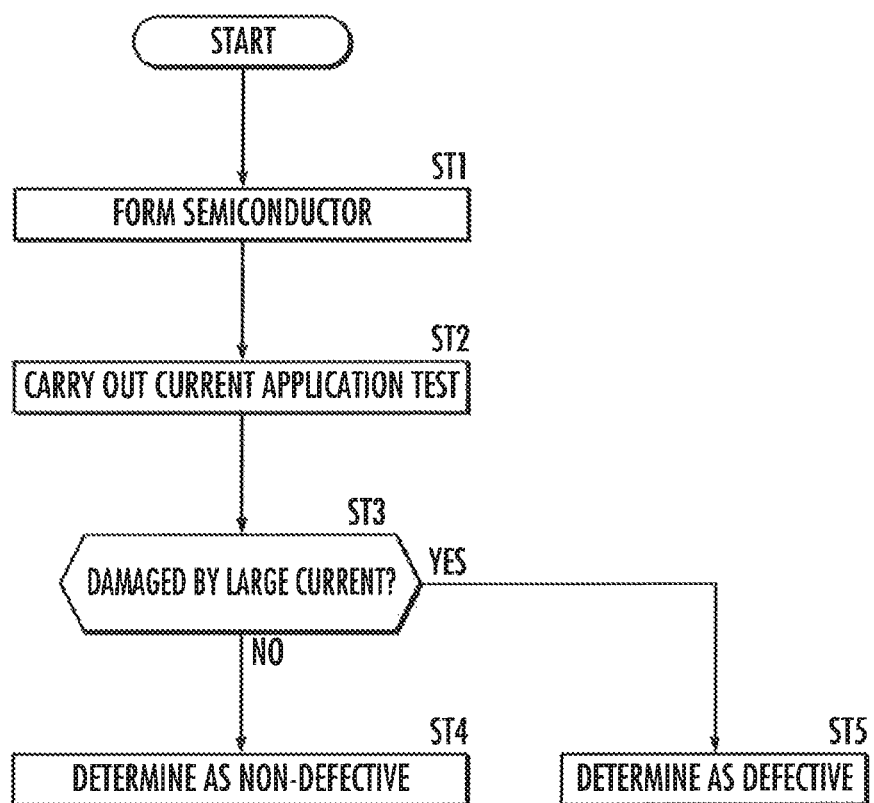 START
ST1
FORM SEMICONDUCTOR
ST2
CARRY OUT CURRENT APPLICATION TEST
ST3
DAMAGED BY LARGE CURRENT?
YES
NO
ST4
DETERMINE AS NON-DEFECTIVE
ST5
DETERMINE AS DEFECTIVE